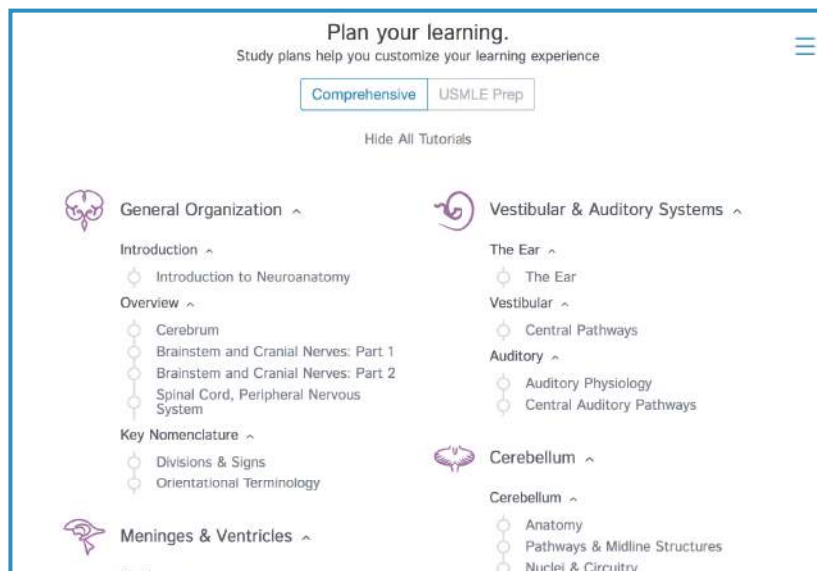 Plan your learning.
Study plans help you customize your learning experience
Comprehensive
USMLE Prep
Hide All Tutorials
General Organization
Introduction
Introduction to Neuroanatomy
Overview
Cerebrum
Brainstem and Cranial Nerves: Part 1
Brainstem and Cranial Nerves: Part 2
Spinal Cord, Peripheral Nervous
System
Key Nomenclature
Divisions & Signs
Orientational Terminology
Meninges & Ventricles
Vestibular & Auditory Systems
The Ear
The Ear
Vestibular
Central Pathways
Auditory
Auditory Physiology
Central Auditory Pathways
Cerebellum
Cerebellum
Anatomy
Pathways & Midline Structures
Nuclei & Circuitry